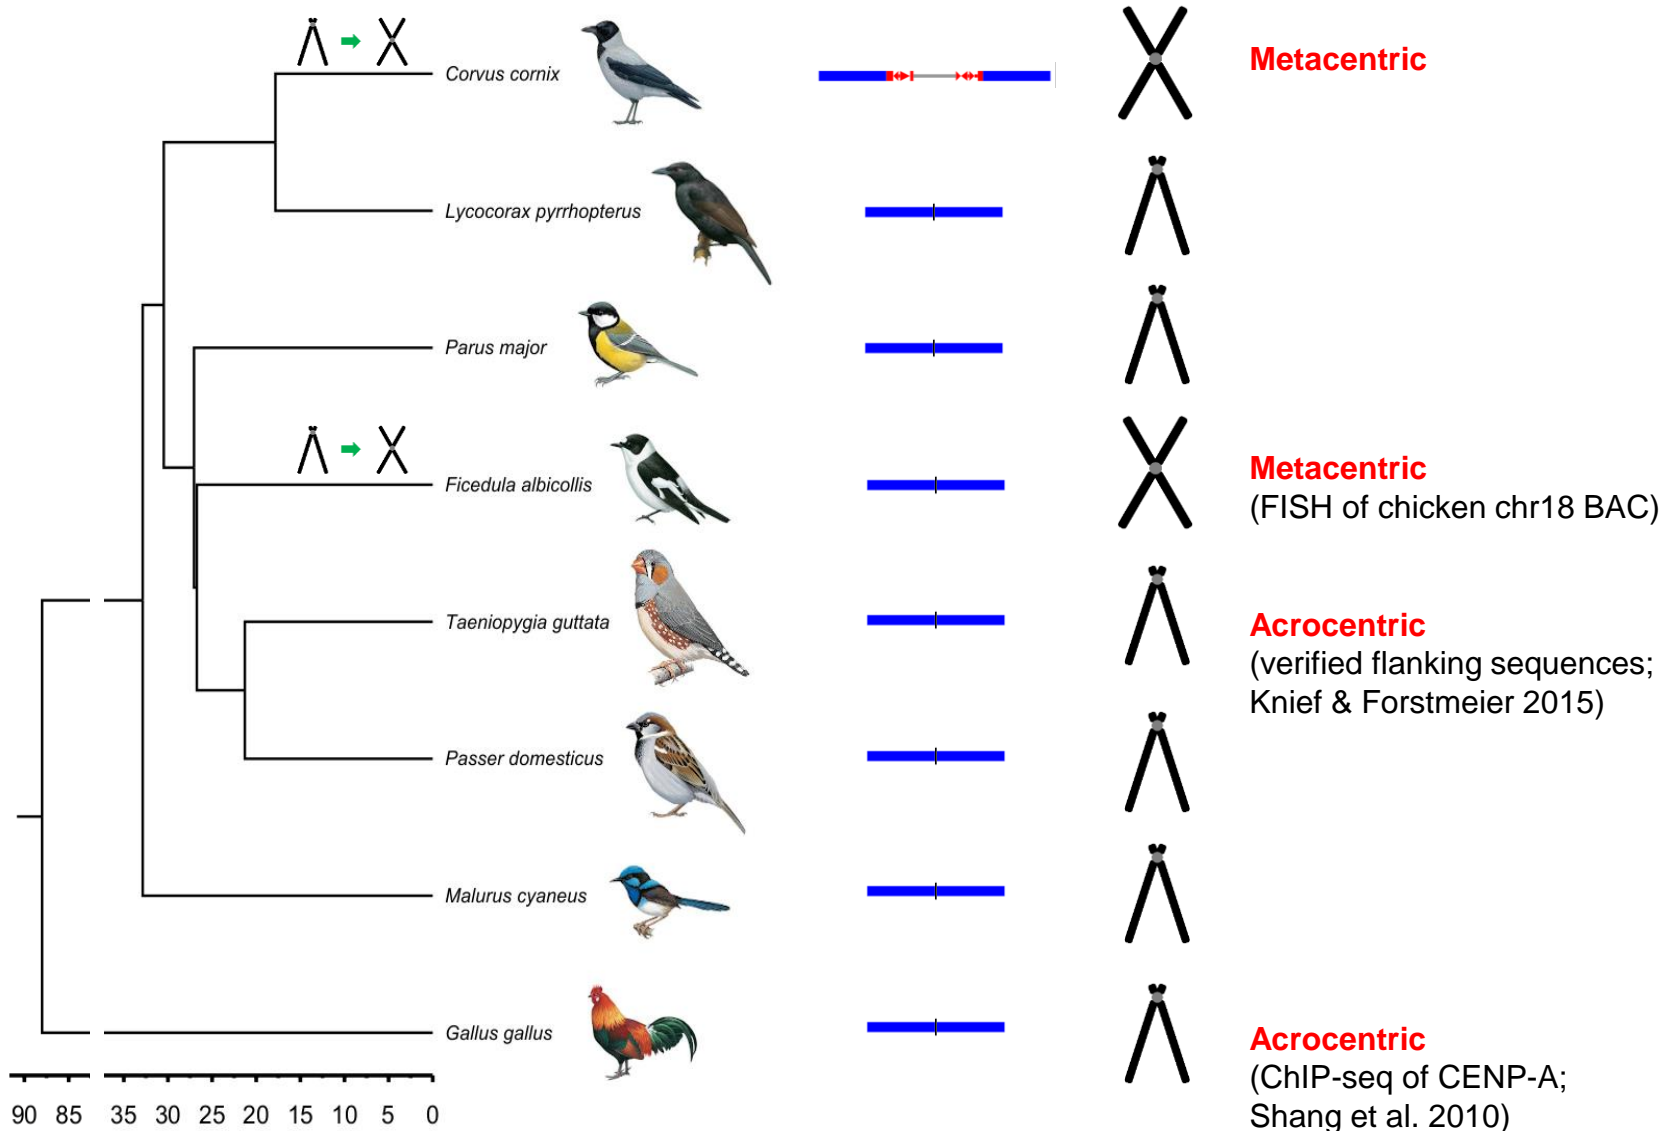 Corvus cornix
Metacentric
Lycocorax pyrrhopterus
Parus major
Ficedula albicollis
Metacentric
(FISH of chicken chr18 BAC)
Taeniopygia guttata
Acrocentric
(verified flanking sequences;
Knief & Forstmeier 2015)
Passer domesticus
Malurus cyaneus
Gallus gallus
Acrocentric
(ChIP-seq of CENP-A;
Shang et al. 2010)
90 85 35 30 25 20 15 10 5 0